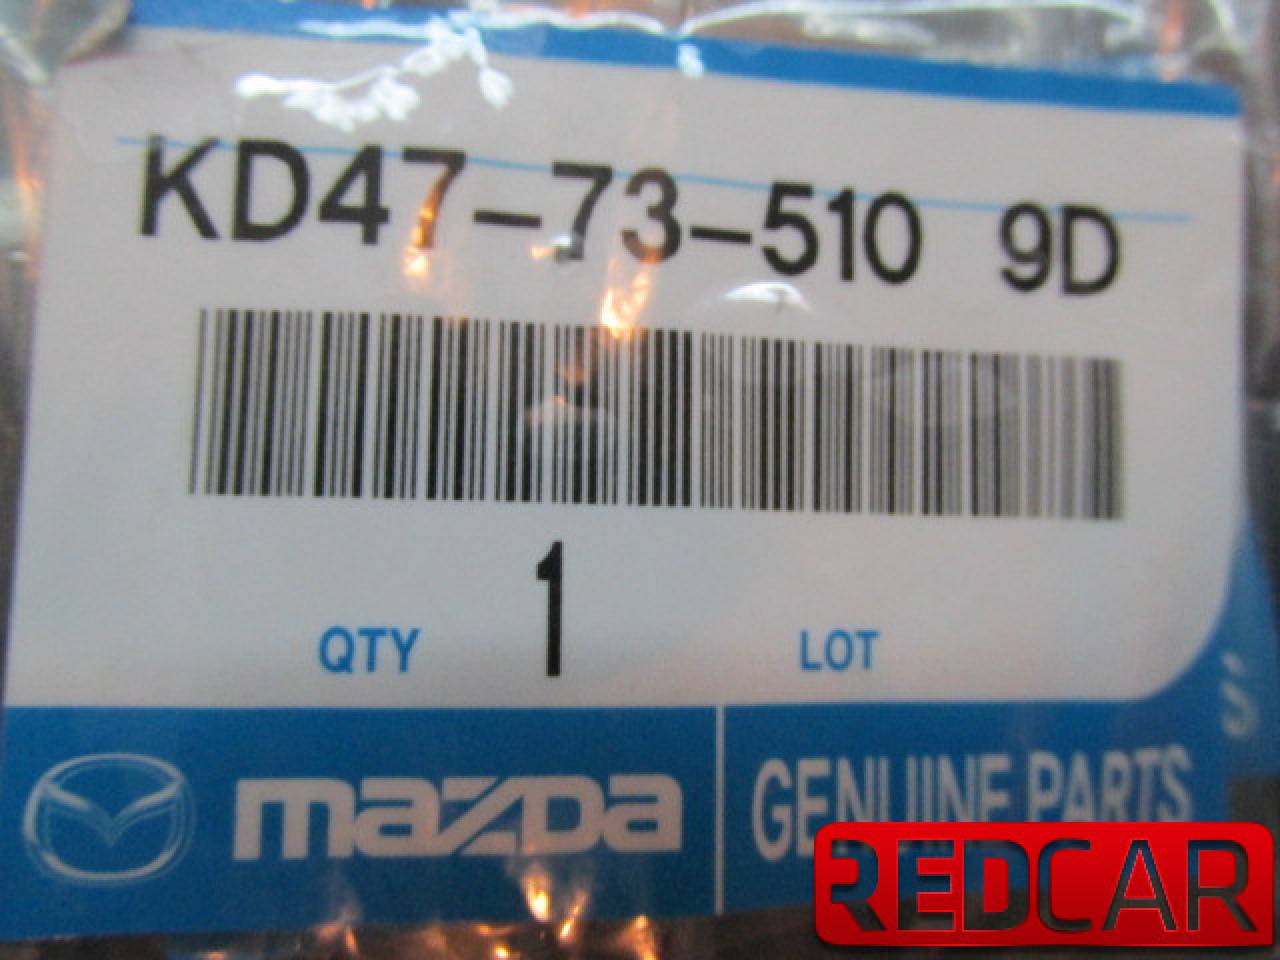 KD47-73-510 9D
1
QTY LOT
mazda GENUINE PARTS
REDCAR